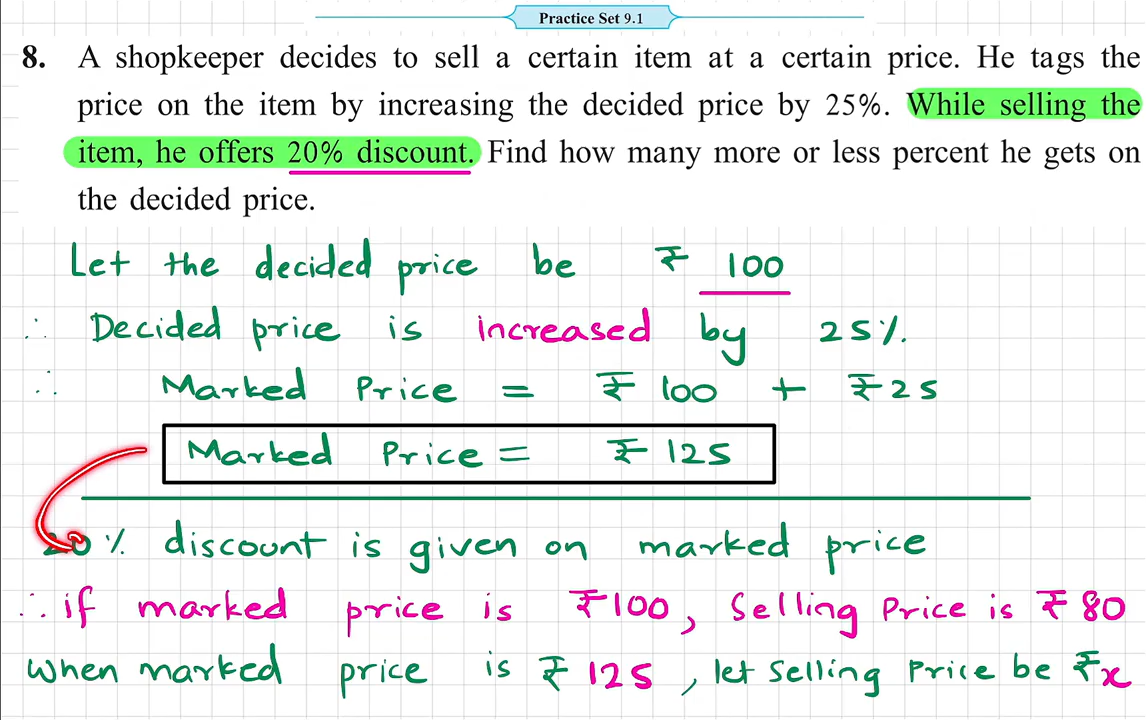 Practice Set 9.1
8. A shopkeeper decides to sell a certain item at a certain price. He tags the
price on the item by increasing the decided price by 25%. While selling the
item, he offers 20% discount. Find how many more or less percent he gets on
the decided price.
Let the decided price be ₹ 100
∴ Decided price is increased by 25%.
∴ Marked Price = ₹ 100 + ₹ 25
Marked Price = ₹ 125
20% discount is given on marked price
∴ if marked price is ₹100, Selling Price is ₹ 80
When marked price is ₹ 125, let Selling Price be ₹x